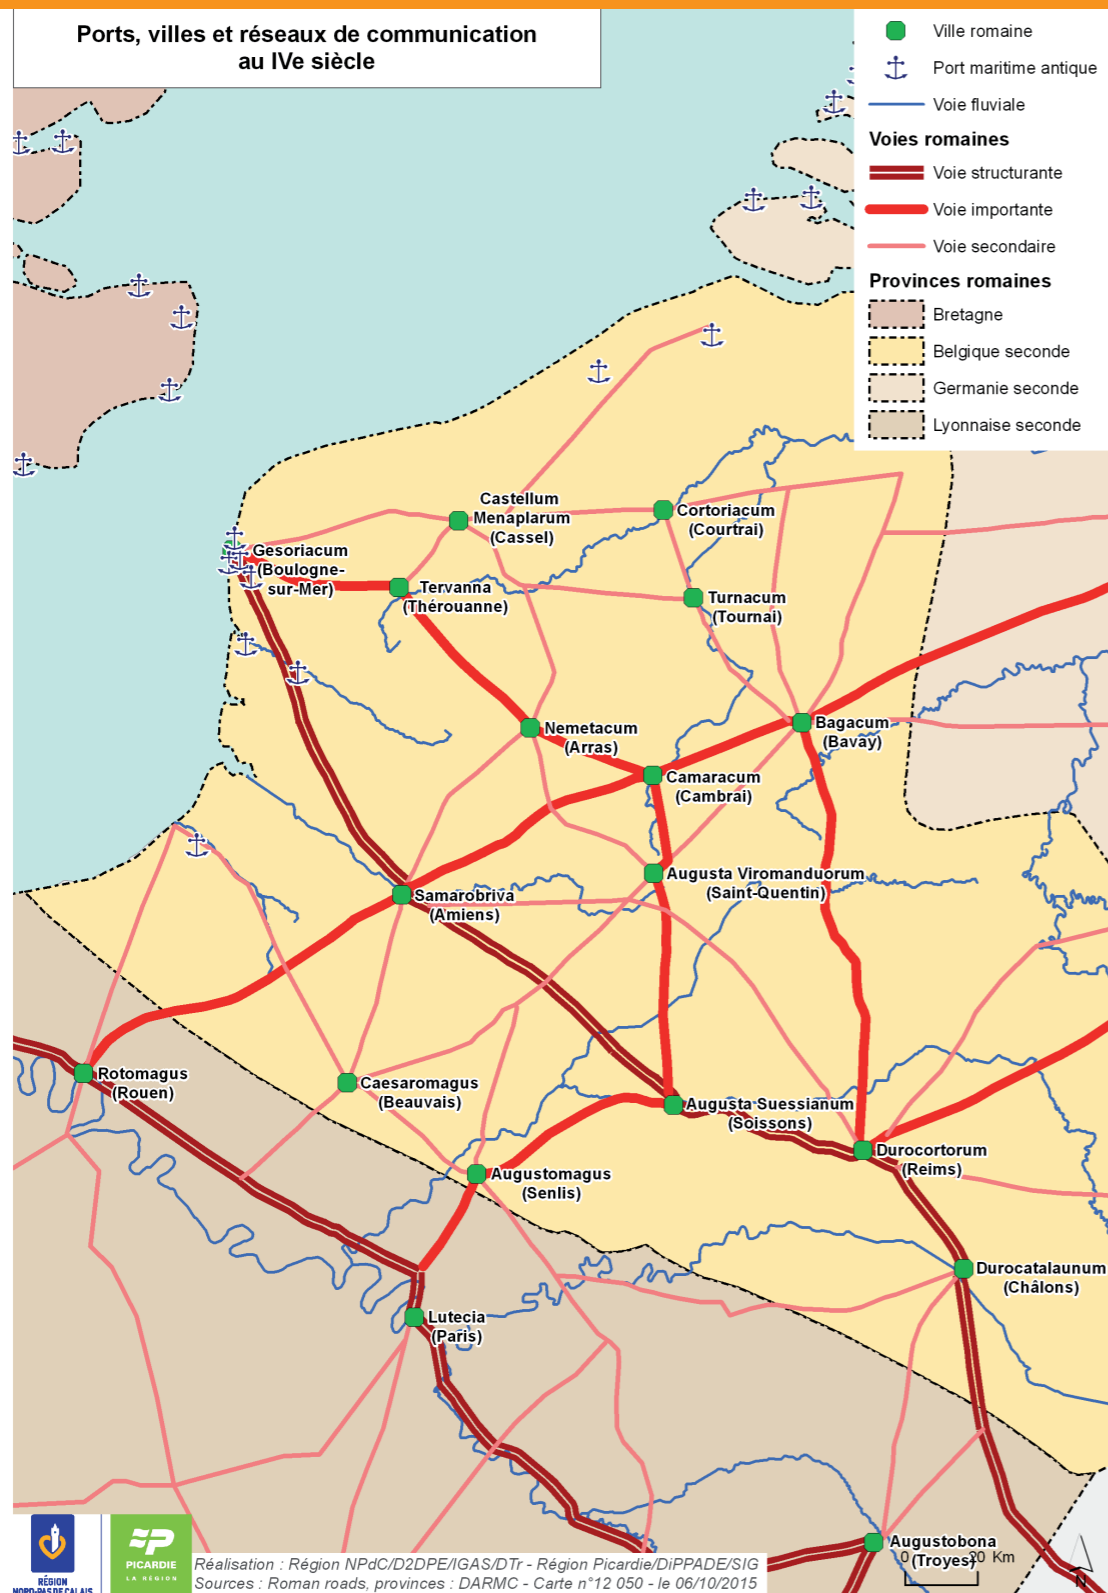 Ports, villes et réseaux de communication
au IVe siècle
Ville romaine
Port maritime antique
Voie fluviale
Voies romaines
Voie structurante
Voie importante
Voie secondaire
Provinces romaines
Bretagne
Belgique seconde
Germanie seconde
Lyonnaise seconde
Castellum
Menaplarum
(Cassel)
Cortoriacum
(Courtrai)
Gesoriacum
(Boulogne-
sur-Mer)
Tervanna
(Thérouanne)
Turnacum
(Tournai)
Nemetacum
(Arras)
Bagacum
(Bavay)
Camaracum
(Cambrai)
Augusta Viromanduorum
(Saint-Quentin)
Samarobriva
(Amiens)
Rotomagus
(Rouen)
Caesaromagus
(Beauvais)
Augusta Suessianum
(Soissons)
Durocortorum
(Reims)
Augustomagus
(Senlis)
Durocatalaunum
(Châlons)
Lutecia
(Paris)
Augustobona
(Troyes)
0 20 Km
N
RÉGION
NORD-PAS DE CALAIS
PICARDIE
LA RÉGION
Réalisation : Région NPdC/D2DPE/IGAS/DTr - Région Picardie/DiPPADE/SIG
Sources : Roman roads, provinces : DARMC - Carte n°12 050 - le 06/10/2015